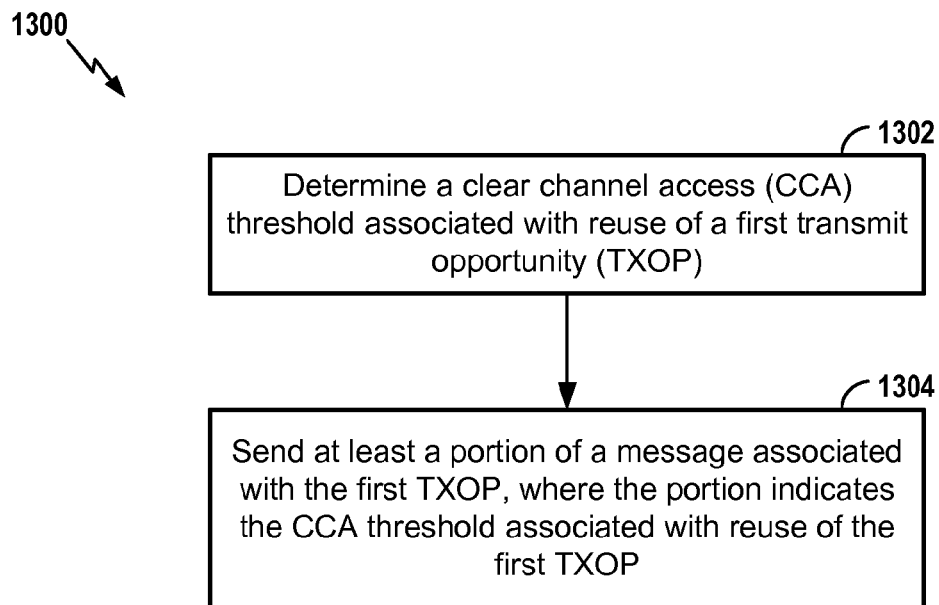 1300
1302
Determine a clear channel access (CCA)
threshold associated with reuse of a first transmit
opportunity (TXOP)
1304
Send at least a portion of a message associated
with the first TXOP, where the portion indicates
the CCA threshold associated with reuse of the
first TXOP